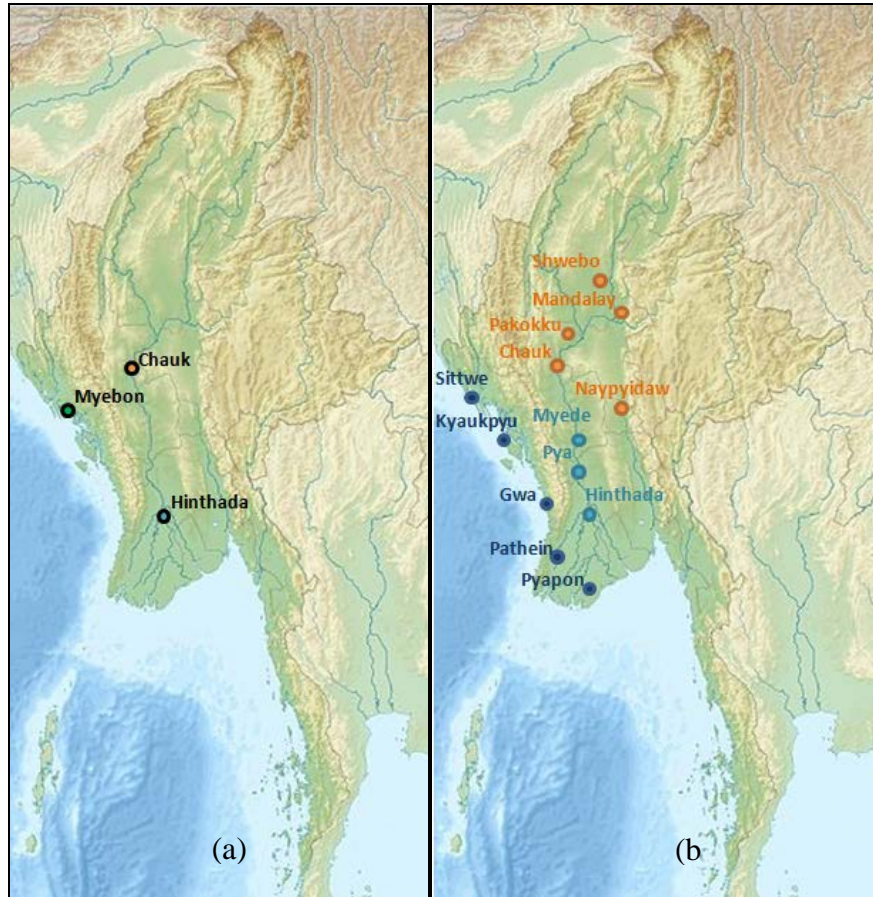 Chauk
Myebon
Hinthada
(a)
Shwebo
Mandalay
Pakokku
Chauk
Naypyidaw
Sittwe
Myede
Kyaukpyu
Pya
Gwa
Hinthada
Pathein
Pyapon
(b